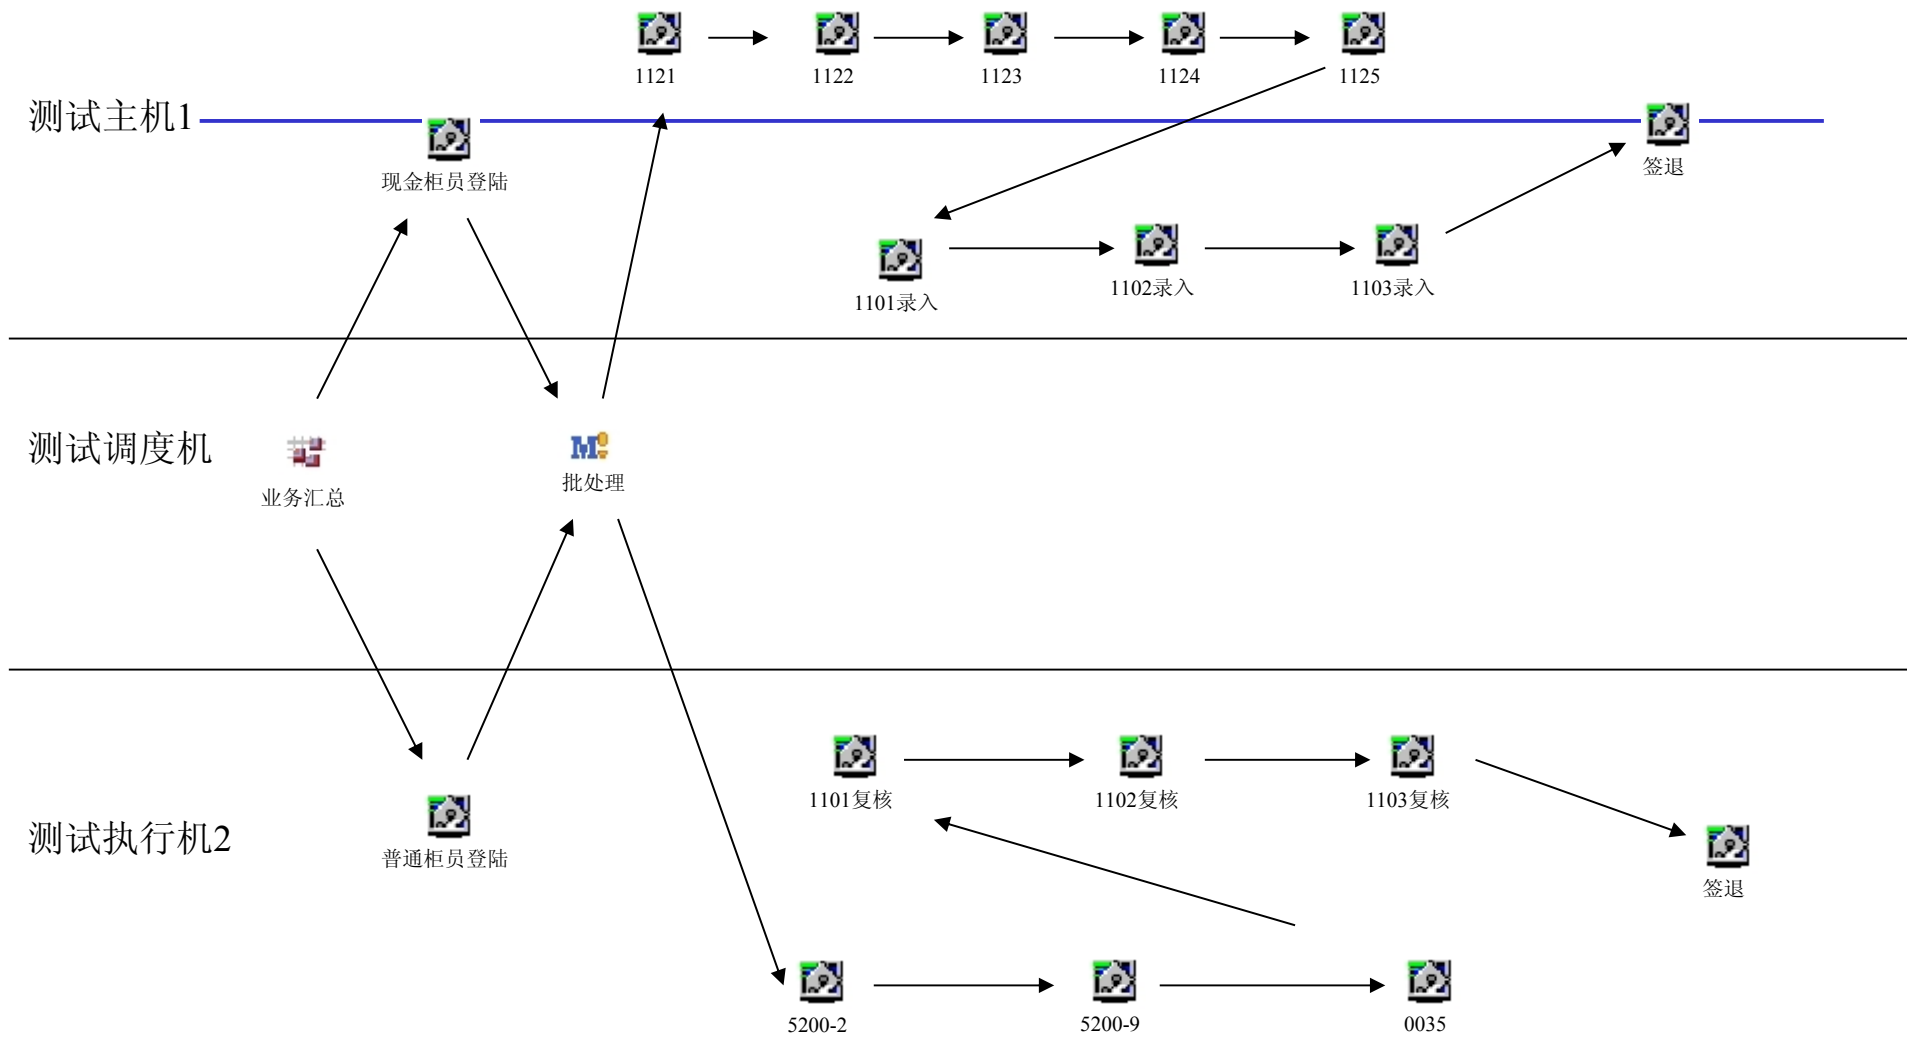 1121
1122
1123
1124
1125
测试主机1
现金柜员登陆
签退
1101录入
1102录入
1103录入
测试调度机
业务汇总
批处理
1101复核
1102复核
1103复核
测试执行机2
普通柜员登陆
签退
5200-2
5200-9
0035